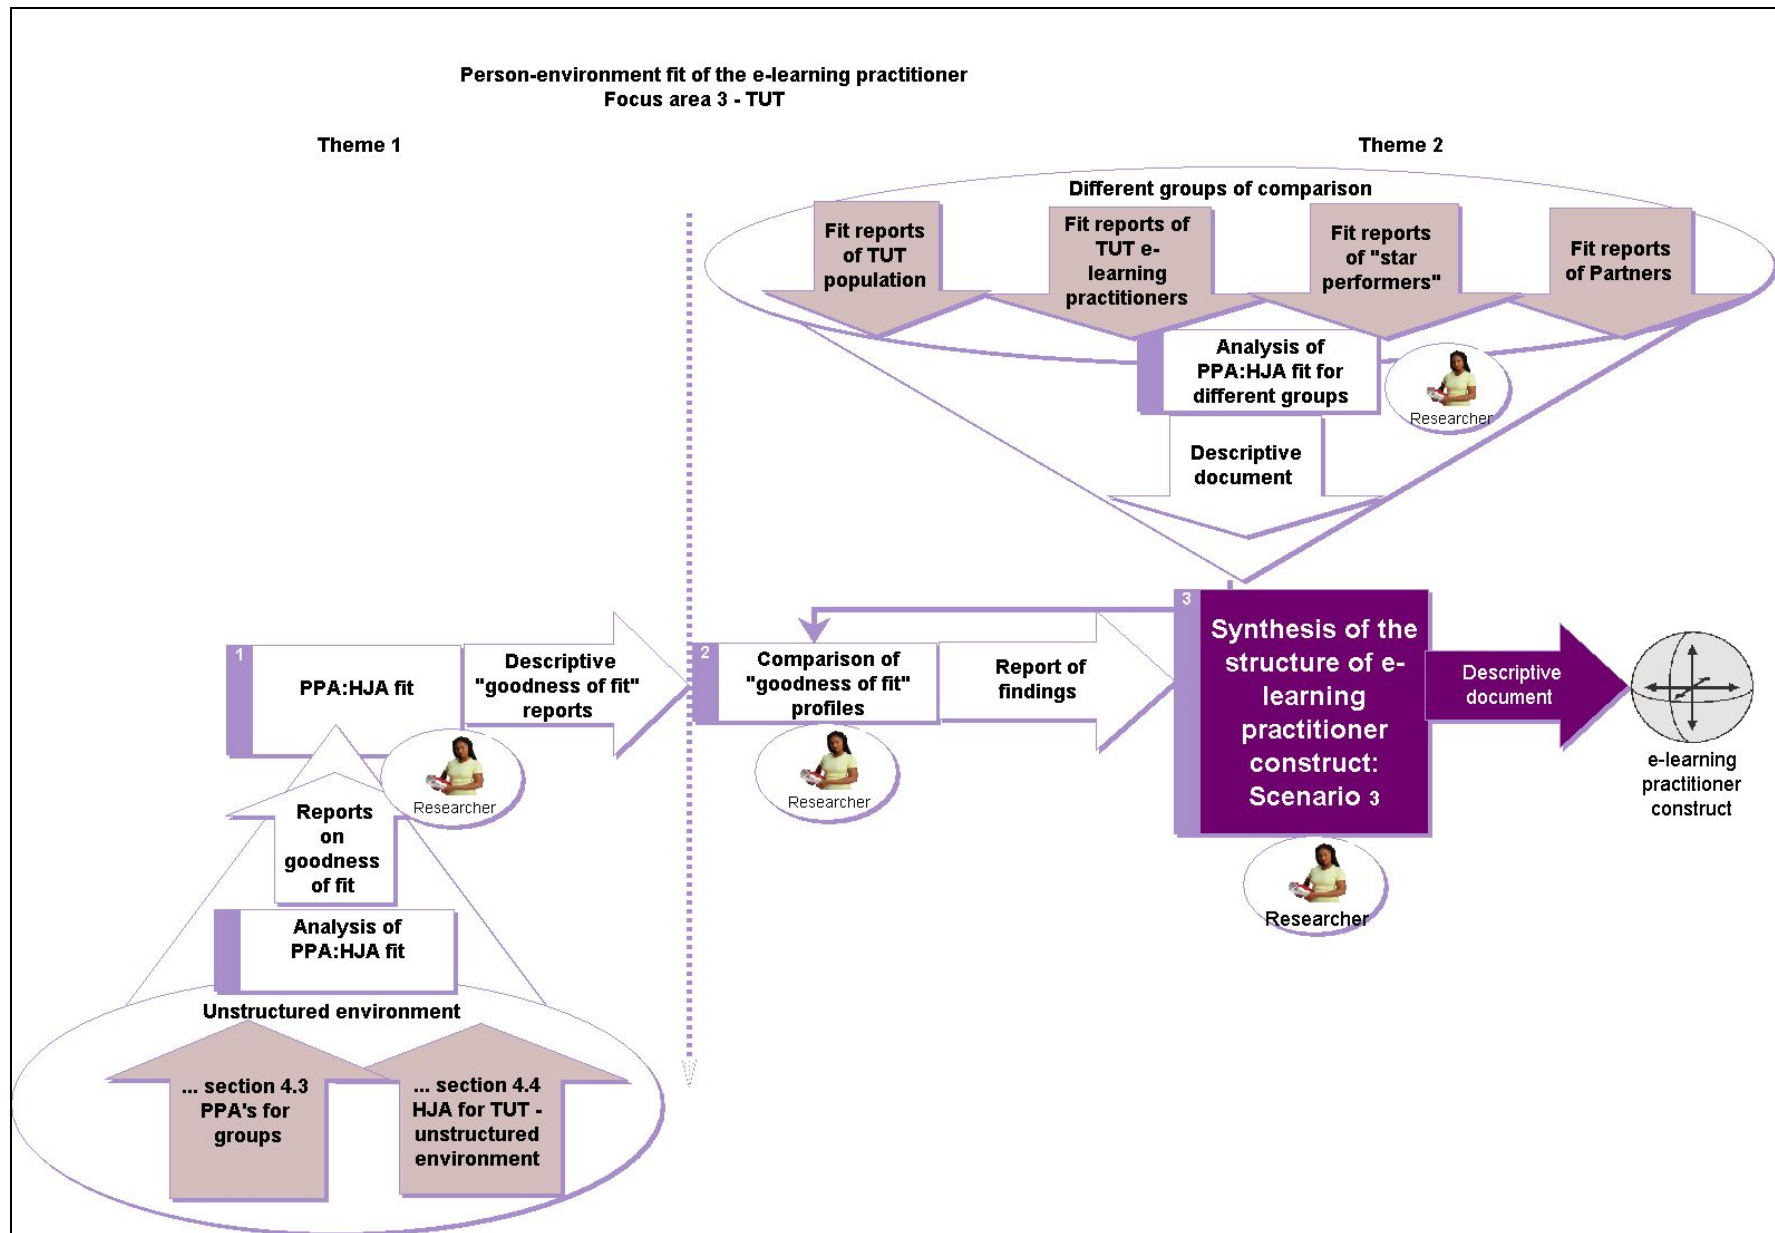 Person-environment fit of the e-learning practitioner
Focus area 3 - TUT
Theme 1
Theme 2
Different groups of comparison
Fit reports
of TUT
population
Fit reports of
TUT e-
learning
practitioners
Fit reports
of "star
performers"
Fit reports
of Partners
Analysis of
PPA:HJA fit for
different groups
Researcher
Descriptive
document
1
PPA:HJA fit
Researcher
Descriptive
"goodness of fit"
reports
2
Comparison of
"goodness of fit"
profiles
Researcher
Report of
findings
3
Synthesis of the
structure of e-
learning
practitioner
construct:
Scenario 3
Researcher
Descriptive
document
e-learning
practitioner
construct
Reports
on
goodness
of fit
Analysis of
PPA:HJA fit
Unstructured environment
... section 4.3
PPA's for
groups
... section 4.4
HJA for TUT -
unstructured
environment